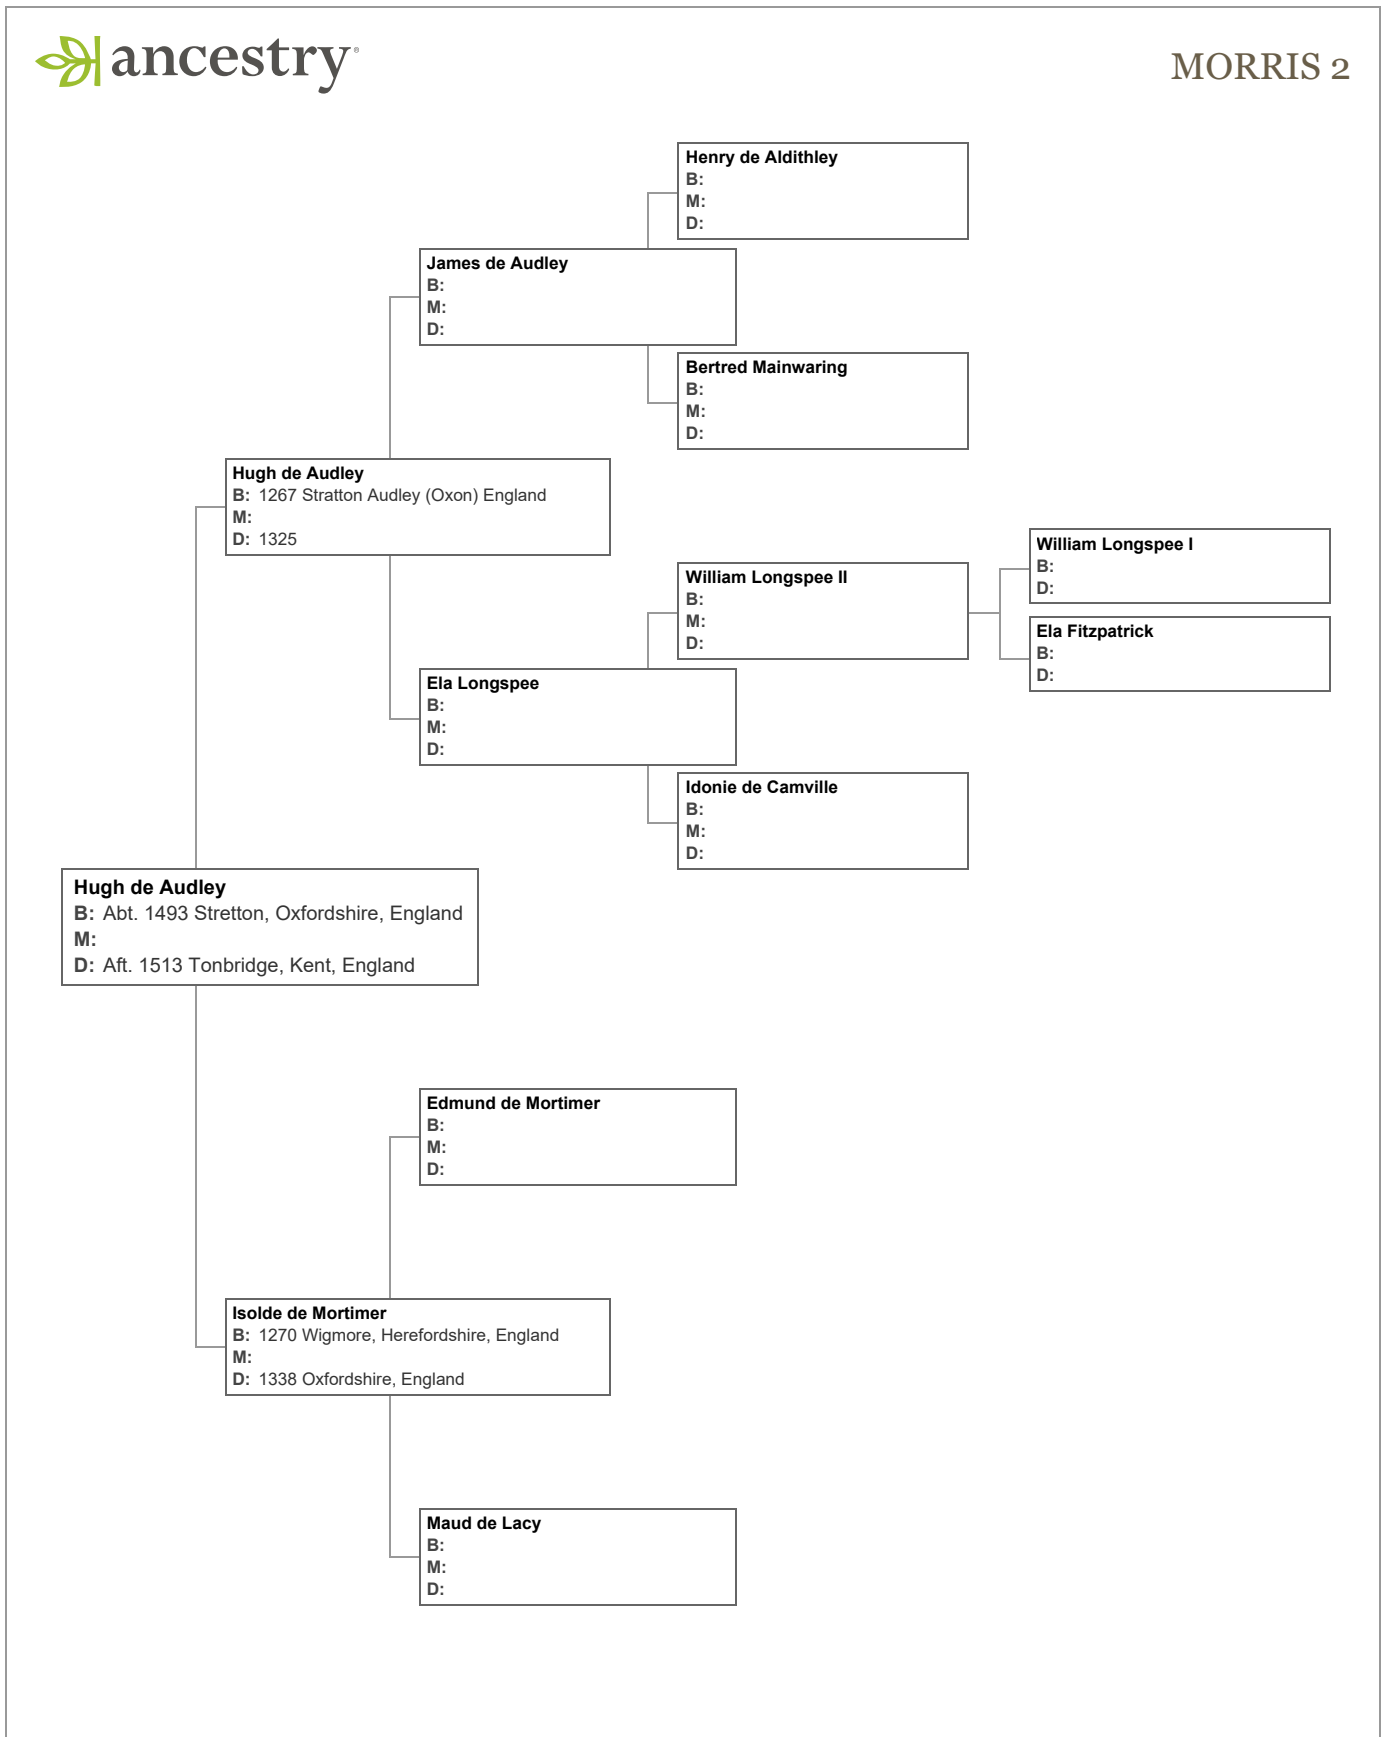 ancestry®
MORRIS 2
Henry de Aldithley
B:
M:
D:
James de Audley
B:
M:
D:
Bertred Mainwaring
B:
M:
D:
Hugh de Audley
B: 1267 Stratton Audley (Oxon) England
M:
D: 1325
William Longspee I
B:
D:
William Longspee II
B:
M:
D:
Ela Fitzpatrick
B:
D:
Ela Longspee
B:
M:
D:
Idonie de Camville
B:
M:
D:
Hugh de Audley
B: Abt. 1493 Stretton, Oxfordshire, England
M:
D: Aft. 1513 Tonbridge, Kent, England
Edmund de Mortimer
B:
M:
D:
Isolde de Mortimer
B: 1270 Wigmore, Herefordshire, England
M:
D: 1338 Oxfordshire, England
Maud de Lacy
B:
M:
D: